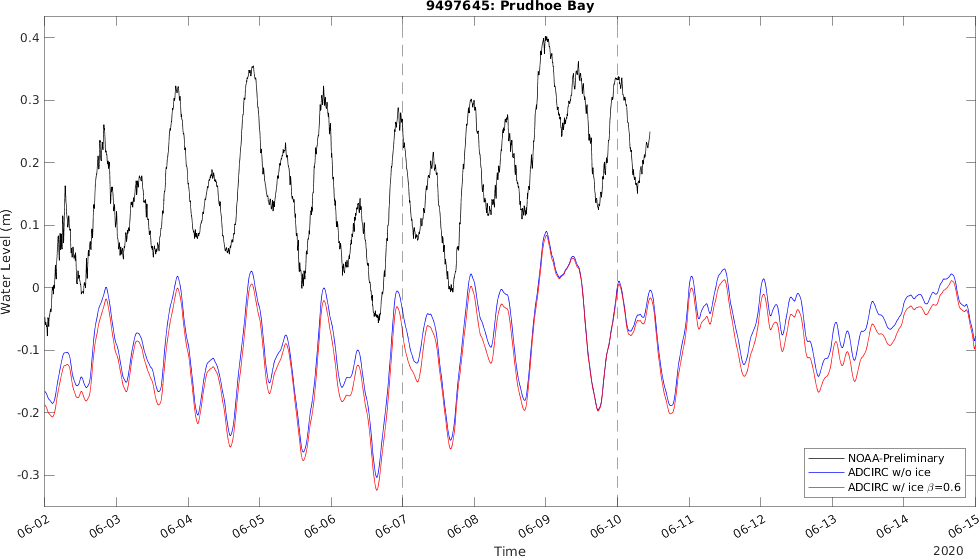 9497645: Prudhoe Bay
0.4
0.3
0.2
0.1
0
-0.1
-0.2
-0.3
Water Level (m)
NOAA-Preliminary
ADCIRC w/o ice
ADCIRC w/ ice β=0.6
06-02 06-03 06-04 06-05 06-06 06-07 06-08 06-09 06-10 06-11 06-12 06-13 06-14 06-15
Time
2020